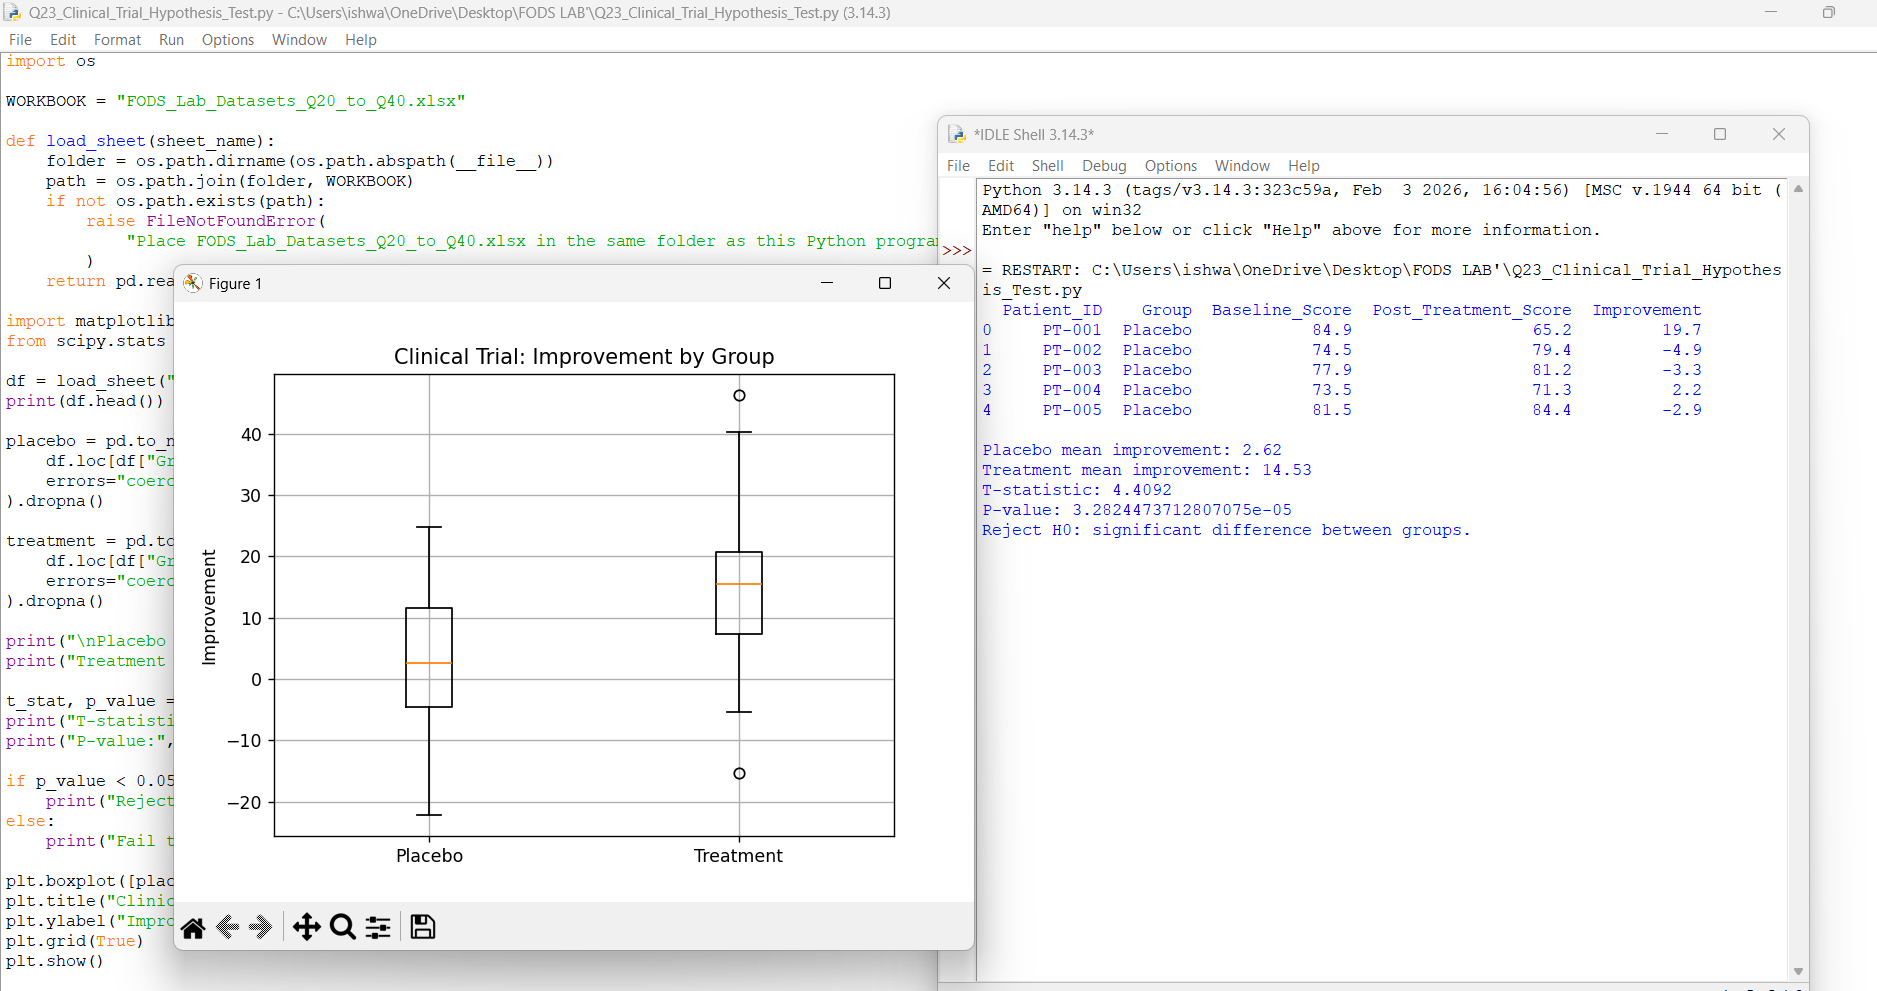 Q23_Clinical_Trial_Hypothesis_Test.py - C:\Users\ishwa\OneDrive\Desktop\FODS LAB'\Q23_Clinical_Trial_Hypothesis_Test.py (3.14.3)
File Edit Format Run Options Window Help
import os
WORKBOOK = "FODS_Lab_Datasets_Q20_to_Q40.xlsx"
def load_sheet(sheet_name):
    folder = os.path.dirname(os.path.abspath(__file__))
    path = os.path.join(folder, WORKBOOK)
    if not os.path.exists(path):
        raise FileNotFoundError(
            "Place FODS_Lab_Datasets_Q20_to_Q40.xlsx in the same folder as this Python progra
        )
    return pd.rea
import matplotlib
from scipy.stats
df = load_sheet("
print(df.head())
placebo = pd.to_n
    df.loc[df["Gr
    errors="coerc
).dropna()
treatment = pd.to
    df.loc[df["Gr
    errors="coerc
).dropna()
print("\nPlacebo
print("Treatment
t_stat, p_value =
print("T-statisti
print("P-value:",
if p_value < 0.05
    print("Reject
else:
    print("Fail t
plt.boxplot([plac
plt.title("Clinic
plt.ylabel("Impro
plt.grid(True)
plt.show()
Figure 1
Clinical Trial: Improvement by Group
Improvement
40
30
20
10
0
−10
−20
Placebo Treatment
*IDLE Shell 3.14.3*
File Edit Shell Debug Options Window Help
Python 3.14.3 (tags/v3.14.3:323c59a, Feb  3 2026, 16:04:56) [MSC v.1944 64 bit (
AMD64)] on win32
Enter "help" below or click "Help" above for more information.
>>>
= RESTART: C:\Users\ishwa\OneDrive\Desktop\FODS LAB'\Q23_Clinical_Trial_Hypothes
is_Test.py
  Patient_ID    Group  Baseline_Score  Post_Treatment_Score  Improvement
0     PT-001  Placebo            84.9                  65.2         19.7
1     PT-002  Placebo            74.5                  79.4         -4.9
2     PT-003  Placebo            77.9                  81.2         -3.3
3     PT-004  Placebo            73.5                  71.3          2.2
4     PT-005  Placebo            81.5                  84.4         -2.9
Placebo mean improvement: 2.62
Treatment mean improvement: 14.53
T-statistic: 4.4092
P-value: 3.2824473712807075e-05
Reject H0: significant difference between groups.